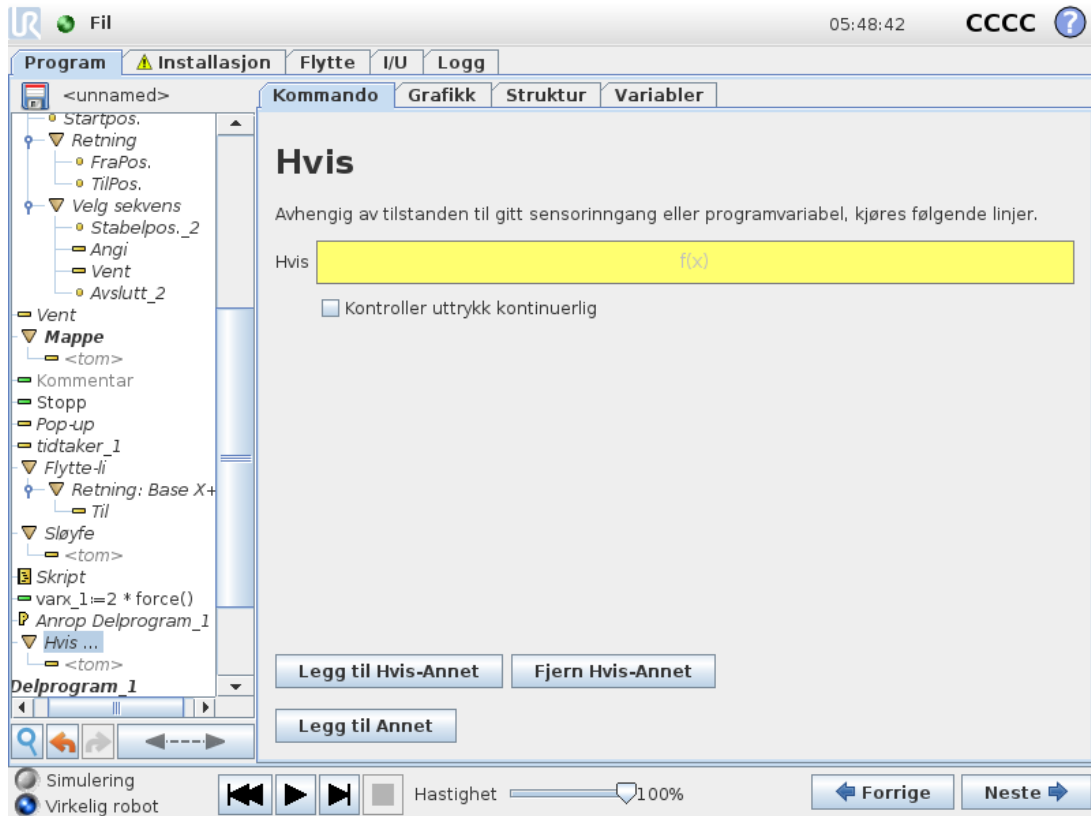 Fil
05:48:42
CCCC
?
Program
Installasjon
Flytte
I/U
Logg
<unnamed>
Kommando
Grafikk
Struktur
Variabler
Startpos.
Retning
FraPos.
TilPos.
Velg sekvens
Stabelpos._2
Angi
Vent
Avslutt_2
Vent
Mappe
<tom>
Kommentar
Stopp
Pop-up
tidtaker_1
Flytte-li
Retning: Base X+
Til
Sløyfe
<tom>
Skript
varx_1:=2 * force()
Anrop Delprogram_1
Hvis ...
<tom>
Delprogram_1
Hvis
Avhengig av tilstanden til gitt sensorinngang eller programvariabel, kjøres følgende linjer.
Hvis
f(x)
Kontroller uttrykk kontinuerlig
Legg til Hvis-Annet
Fjern Hvis-Annet
Legg til Annet
Simulering
Virkelig robot
Hastighet
100%
Forrige
Neste